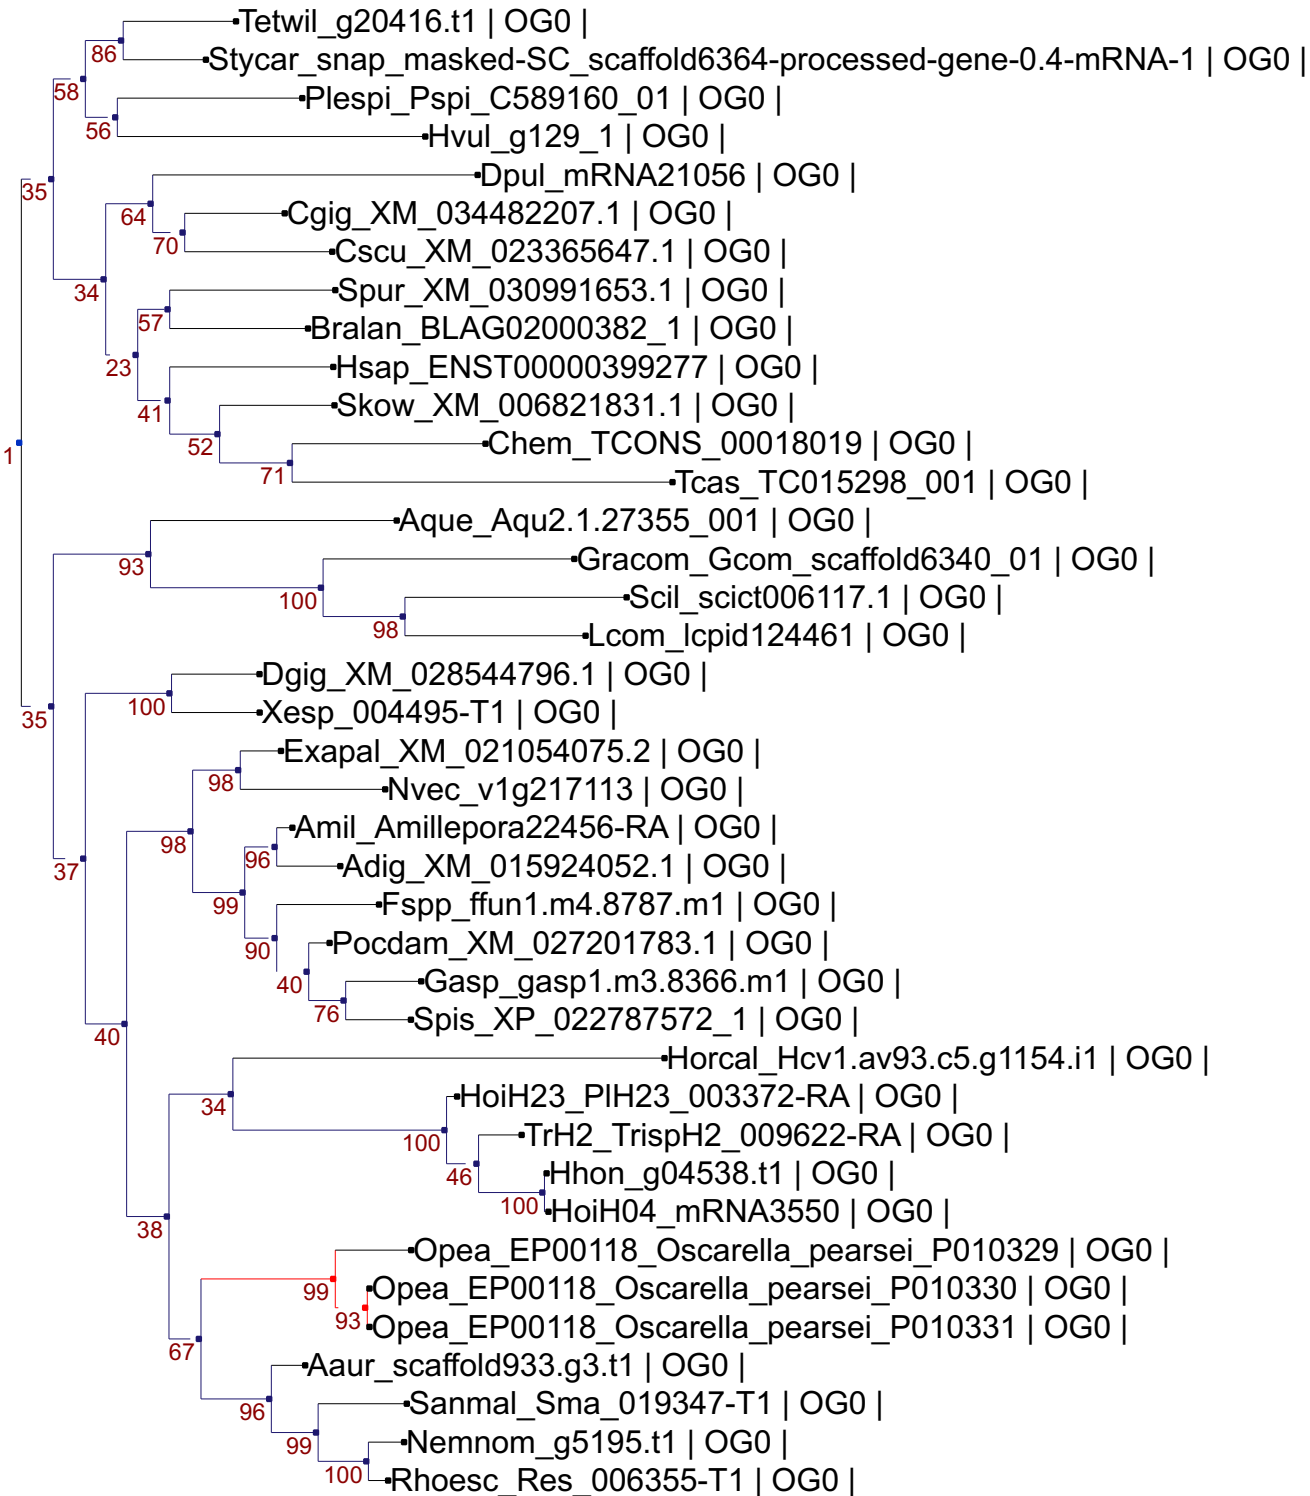 Tetwil_g20416.t1 | OG0 |
86
Stycar_snap_masked-SC_scaffold6364-processed-gene-0.4-mRNA-1 | OG0 |
58
Plespi_Pspi_C589160_01 | OG0 |
56
Hvul_g129_1 | OG0 |
35
Dpul_mRNA21056 | OG0 |
64
Cgig_XM_034482207.1 | OG0 |
70
Cscu_XM_023365647.1 | OG0 |
34
Spur_XM_030991653.1 | OG0 |
57
Bralan_BLAG02000382_1 | OG0 |
23
Hsap_ENST00000399277 | OG0 |
41
Skow_XM_006821831.1 | OG0 |
52
Chem_TCONS_00018019 | OG0 |
1
71
Tcas_TC015298_001 | OG0 |
Aque_Aqu2.1.27355_001 | OG0 |
93
Gracom_Gcom_scaffold6340_01 | OG0 |
100
Scil_scict006117.1 | OG0 |
98
Lcom_lcpid124461 | OG0 |
Dgig_XM_028544796.1 | OG0 |
100
Xesp_004495-T1 | OG0 |
35
Exapal_XM_021054075.2 | OG0 |
98
Nvec_v1g217113 | OG0 |
98
Amil_Amillepora22456-RA | OG0 |
96
Adig_XM_015924052.1 | OG0 |
37
99
Fspp_ffun1.m4.8787.m1 | OG0 |
90
Pocdam_XM_027201783.1 | OG0 |
40
Gasp_gasp1.m3.8366.m1 | OG0 |
76
Spis_XP_022787572_1 | OG0 |
40
Horcal_Hcv1.av93.c5.g1154.i1 | OG0 |
34
HoiH23_PlH23_003372-RA | OG0 |
100
TrH2_TrispH2_009622-RA | OG0 |
46
Hhon_g04538.t1 | OG0 |
100
HoiH04_mRNA3550 | OG0 |
38
Opea_EP00118_Oscarella_pearsei_P010329 | OG0 |
99
Opea_EP00118_Oscarella_pearsei_P010330 | OG0 |
93
Opea_EP00118_Oscarella_pearsei_P010331 | OG0 |
67
Aaur_scaffold933.g3.t1 | OG0 |
96
Sanmal_Sma_019347-T1 | OG0 |
99
Nemnom_g5195.t1 | OG0 |
100
Rhoesc_Res_006355-T1 | OG0 |